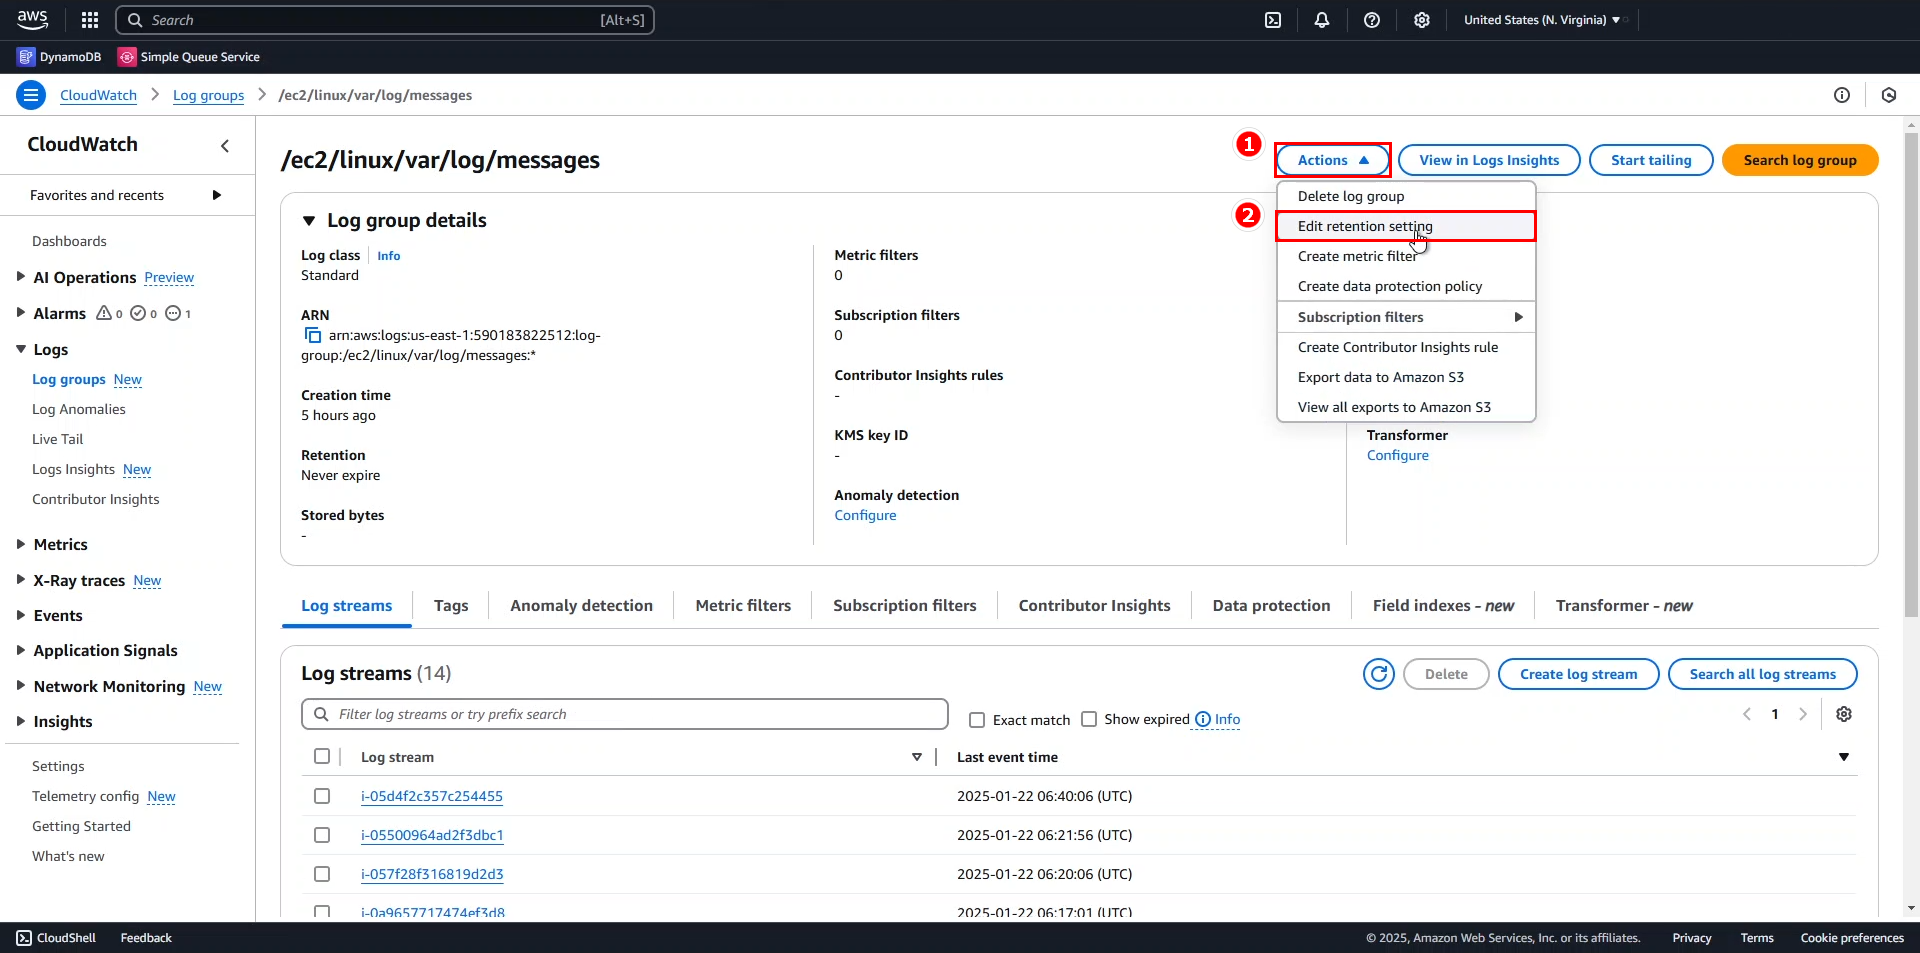 aws
Search [Alt+S]
United States (N. Virginia)
DynamoDB Simple Queue Service
CloudWatch Log groups /ec2/linux/var/log/messages
CloudWatch
Favorites and recents
Dashboards
AI Operations Preview
Alarms 0 0 1
Logs
Log groups New
Log Anomalies
Live Tail
Logs Insights New
Contributor Insights
Metrics
X-Ray traces New
Events
Application Signals
Network Monitoring New
Insights
Settings
Telemetry config New
Getting Started
What's new
/ec2/linux/var/log/messages
1
Actions View in Logs Insights Start tailing Search log group
2
Delete log group
Edit retention setting
Create metric filter
Create data protection policy
Subscription filters
Create Contributor Insights rule
Export data to Amazon S3
View all exports to Amazon S3
Log group details
Log class Info
Standard
ARN
arn:aws:logs:us-east-1:590183822512:log-
group:/ec2/linux/var/log/messages:*
Creation time
5 hours ago
Retention
Never expire
Stored bytes
-
Metric filters
0
Subscription filters
0
Contributor Insights rules
-
KMS key ID
-
Anomaly detection
Configure
Transformer
Configure
Log streams Tags Anomaly detection Metric filters Subscription filters Contributor Insights Data protection Field indexes - new Transformer - new
Log streams (14)
Delete Create log stream Search all log streams
Filter log streams or try prefix search Exact match Show expired Info 1
Log stream Last event time
i-05d4f2c357c254455 2025-01-22 06:40:06 (UTC)
i-05500964ad2f3dbc1 2025-01-22 06:21:56 (UTC)
i-057f28f316819d2d3 2025-01-22 06:20:06 (UTC)
i-0a9657717474ef3d8 2025-01-22 06:17:01 (UTC)
CloudShell Feedback © 2025, Amazon Web Services, Inc. or its affiliates. Privacy Terms Cookie preferences